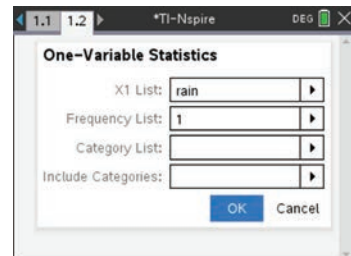 1.1 1.2 *TI-Nspire DEG
One-Variable Statistics
X1 List: rain
Frequency List: 1
Category List:
Include Categories:
OK Cancel